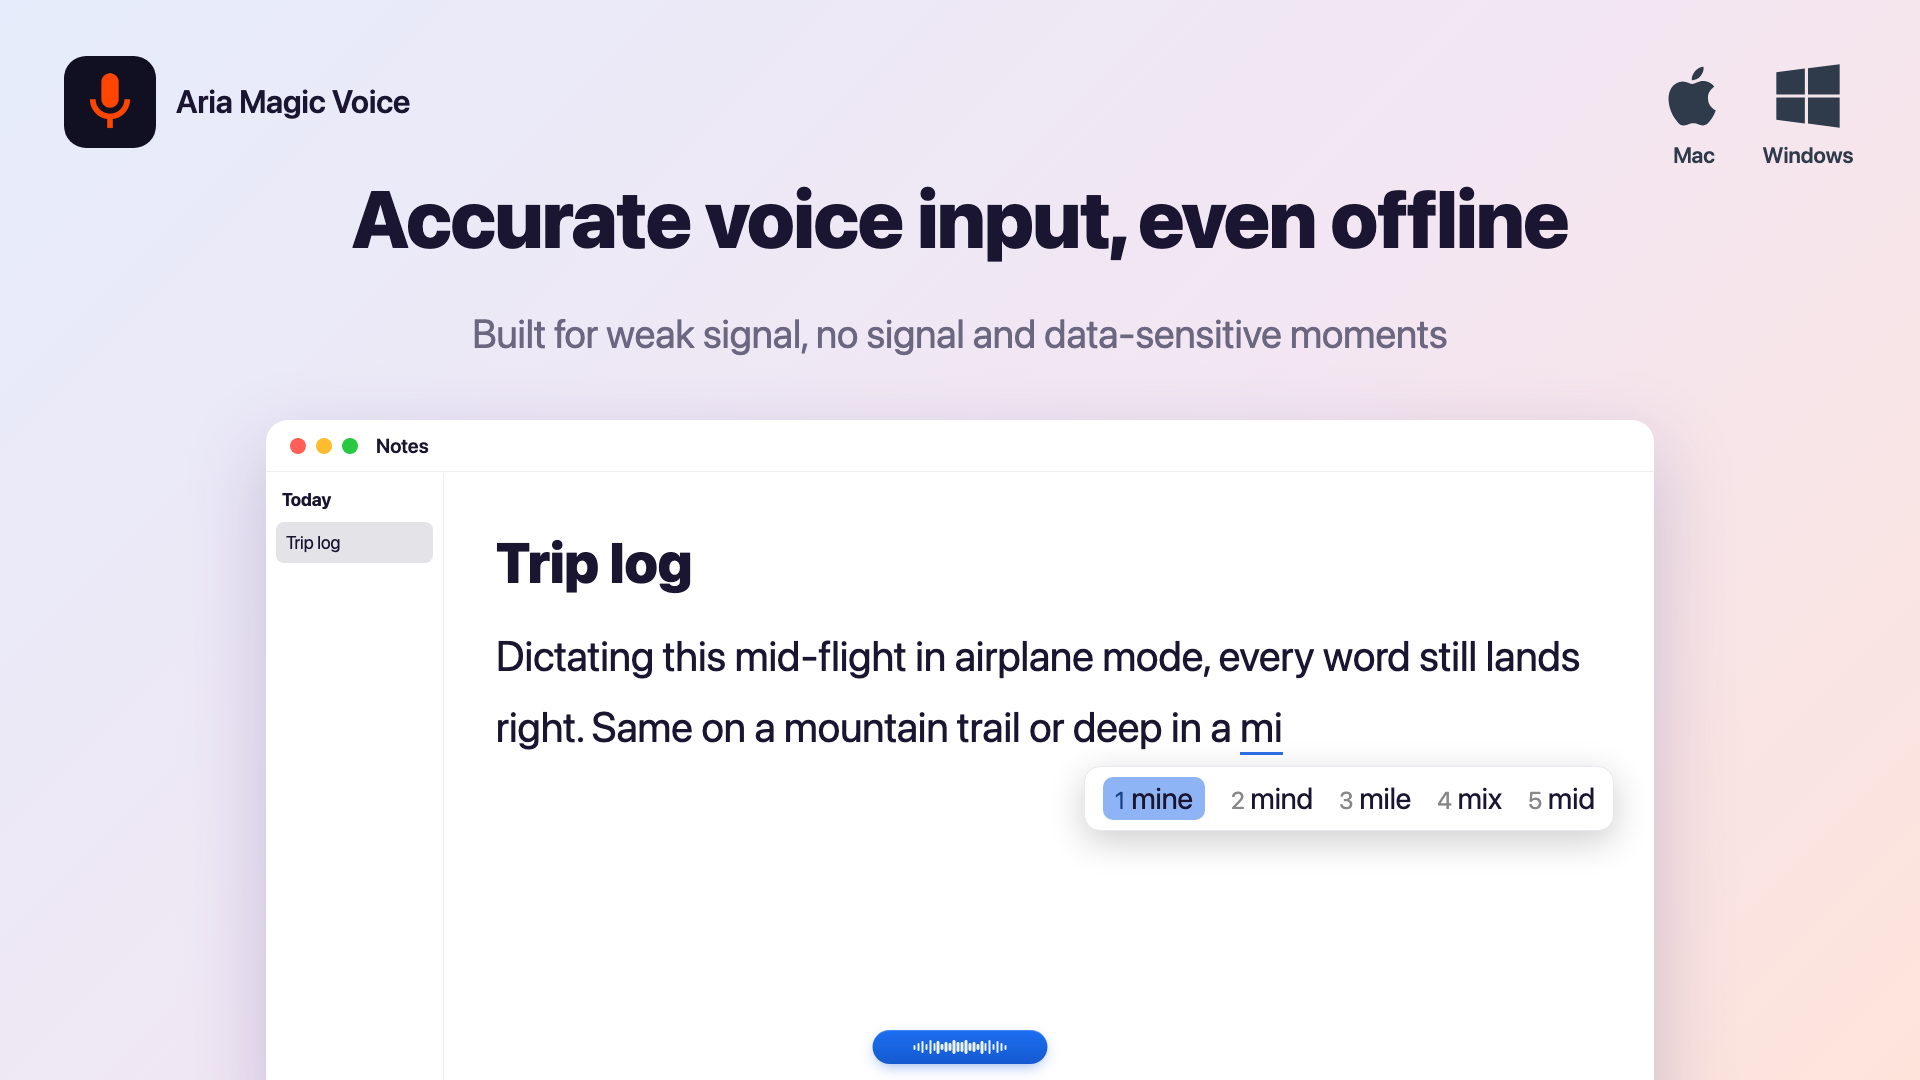 Aria Magic Voice
Mac
Windows
Accurate voice input, even offline
Built for weak signal, no signal and data-sensitive moments
Notes
Today
Trip log
Trip log
Dictating this mid-flight in airplane mode, every word still lands
right. Same on a mountain trail or deep in a mi
1 mine 2 mind 3 mile 4 mix 5 mid